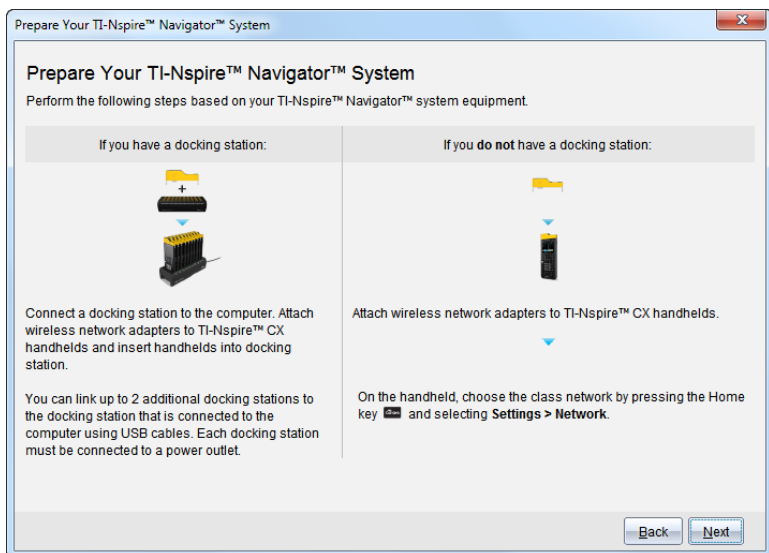 Prepare Your TI-Nspire™ Navigator™ System
X
Prepare Your TI-Nspire™ Navigator™ System
Perform the following steps based on your TI-Nspire™ Navigator™ system equipment.
If you have a docking station:
+
Connect a docking station to the computer. Attach
wireless network adapters to TI-Nspire™ CX
handhelds and insert handhelds into docking
station.
You can link up to 2 additional docking stations to
the docking station that is connected to the
computer using USB cables. Each docking station
must be connected to a power outlet.
If you do not have a docking station:
Attach wireless network adapters to TI-Nspire™ CX handhelds.
On the handheld, choose the class network by pressing the Home
key and selecting Settings > Network.
Back
Next